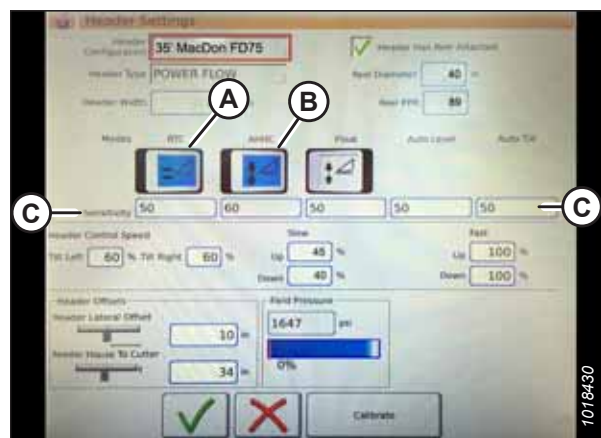 Header Settings
Header Configuration 35' MacDon FD75 Header Has Reel Attached
Header Type POWER FLOW Reel Diameter 40 in
Header Width Reel PPR 89
A B
Modes RTC AHHC Float Auto Level Auto Tilt
C Sensitivity 50 60 50 50 50 C
Header Control Speed Slow Fast
Tilt Left 60 % Tilt Right 60 % Up 48 % Up 100 %
Down 40 % Down 100 %
Header Offsets Field Pressure
Header Lateral Offset 1647 psi
10 in
Feeder House To Cutter 0%
34 in
Calibrate
1018430